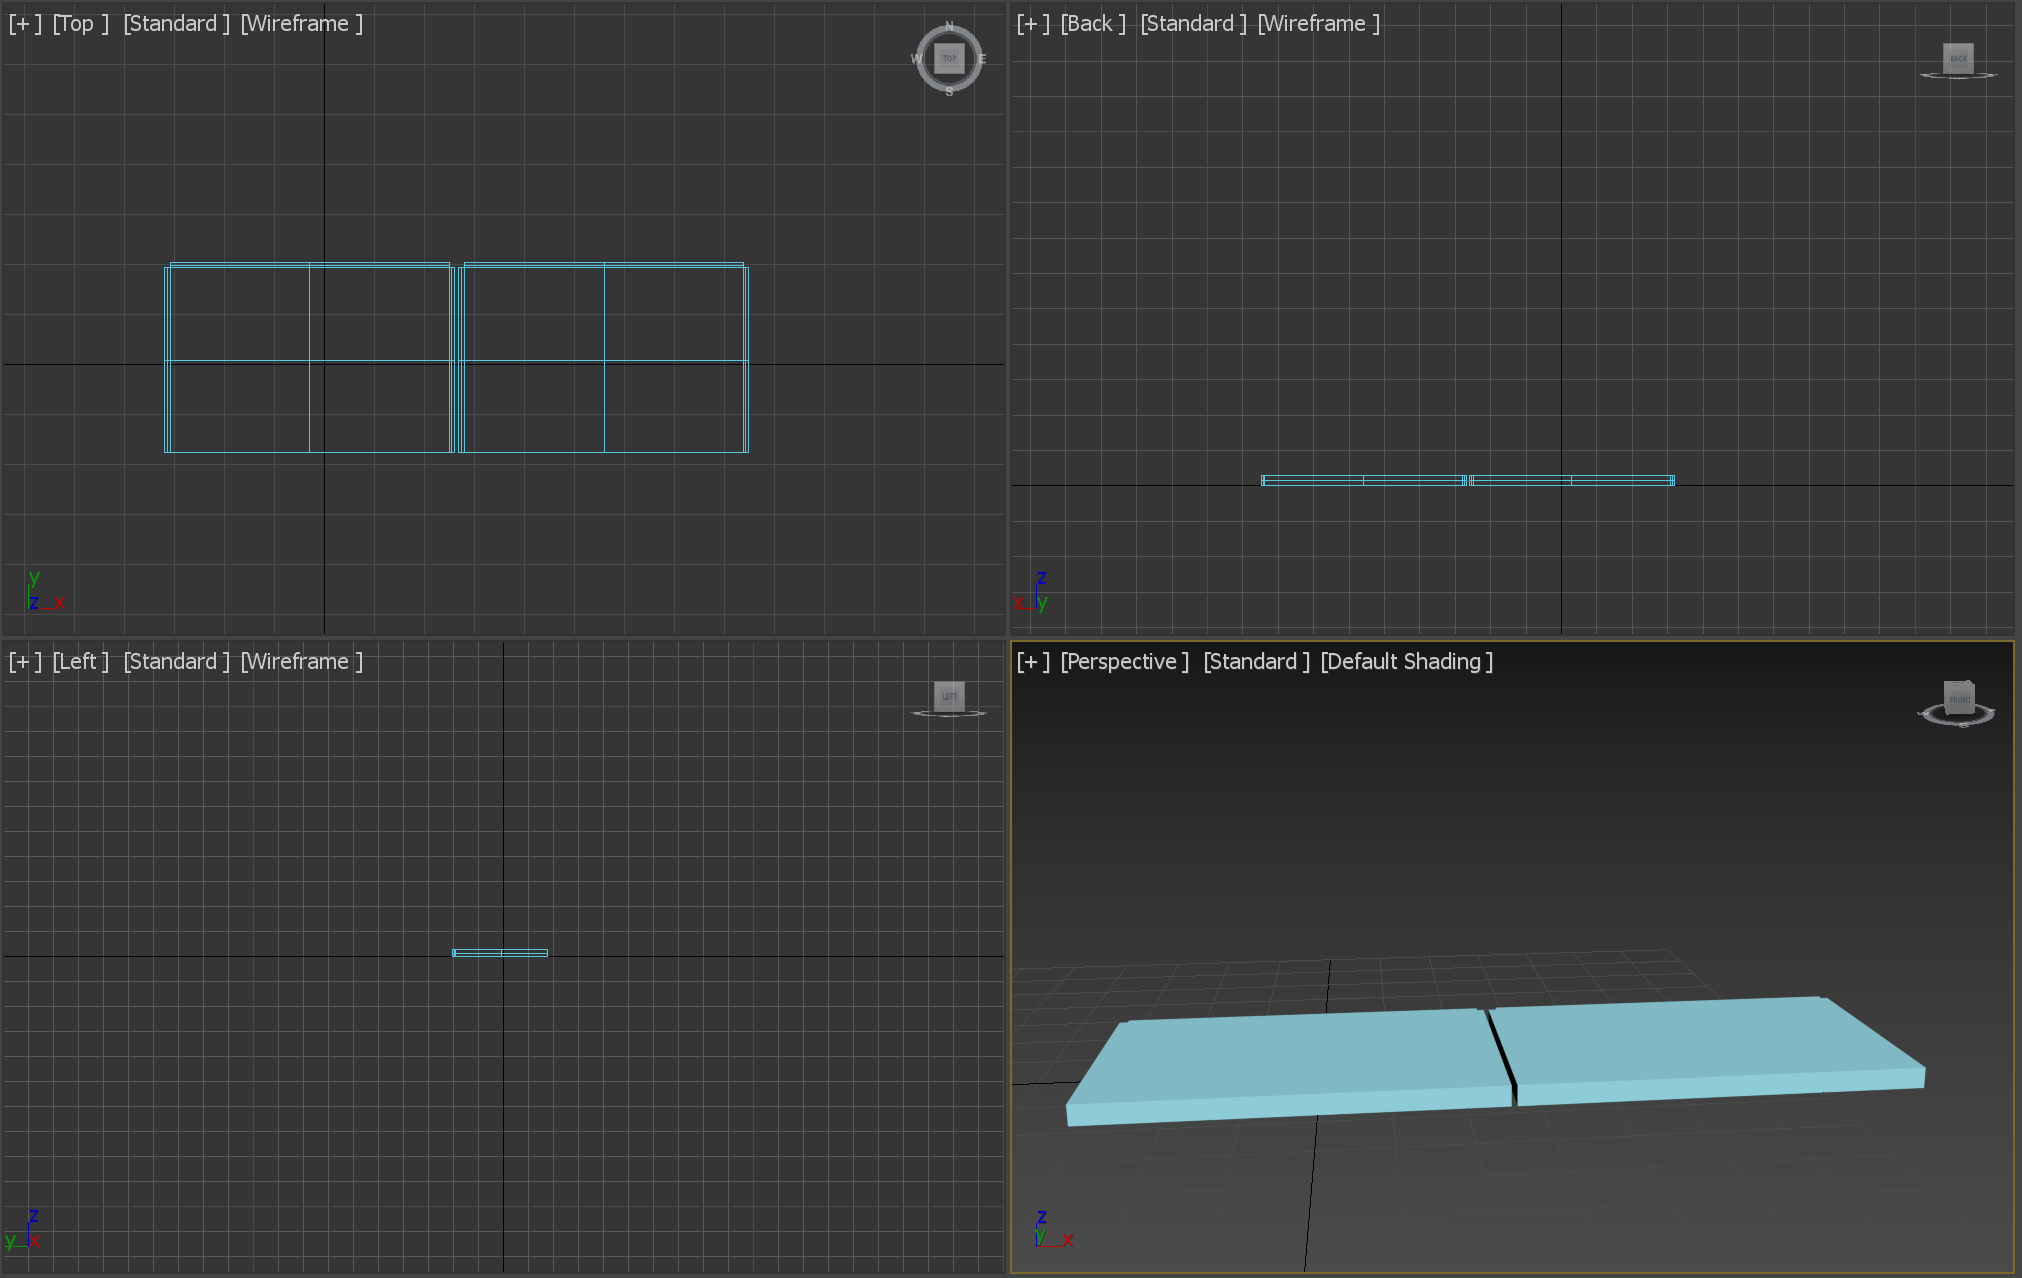 [+] [Top ] [Standard ] [Wireframe ]
N
W TOP E
S
y
z x
[+] [Back ] [Standard ] [Wireframe ]
BACK
z
x y
[+] [Left ] [Standard ] [Wireframe ]
LEFT
z
y x
[+] [Perspective ] [Standard ] [Default Shading ]
FRONT
S
z
y
x